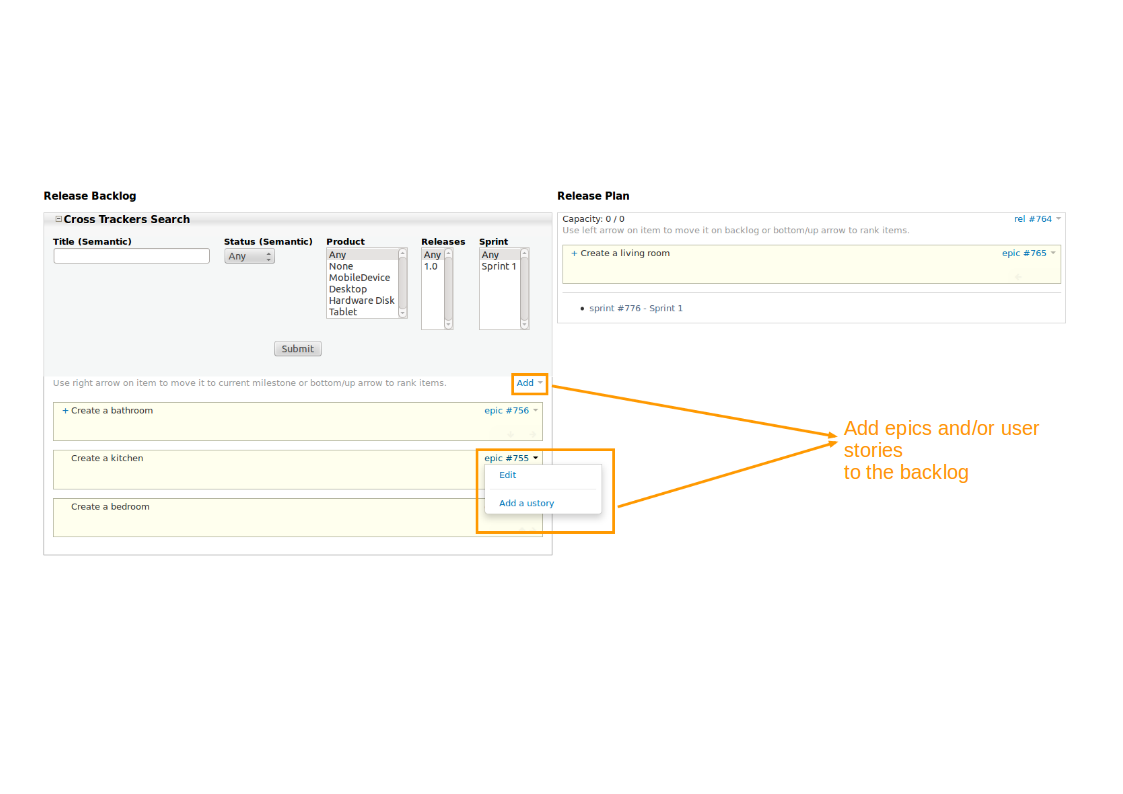 Release Backlog
Cross Trackers Search
Title (Semantic) Status (Semantic) Product Releases Sprint
Any
Any
None
MobileDevice
Desktop
Hardware Disk
Tablet
Any
1.0
Any
Sprint 1
Submit
Use right arrow on item to move it to current milestone or bottom/up arrow to rank items. Add
+ Create a bathroom epic #756
Create a kitchen epic #755
Edit
Add a ustory
Create a bedroom
Release Plan
Capacity: 0 / 0 rel #764
Use left arrow on item to move it on backlog or bottom/up arrow to rank items.
+ Create a living room epic #765
sprint #776 - Sprint 1
Add epics and/or user
stories
to the backlog